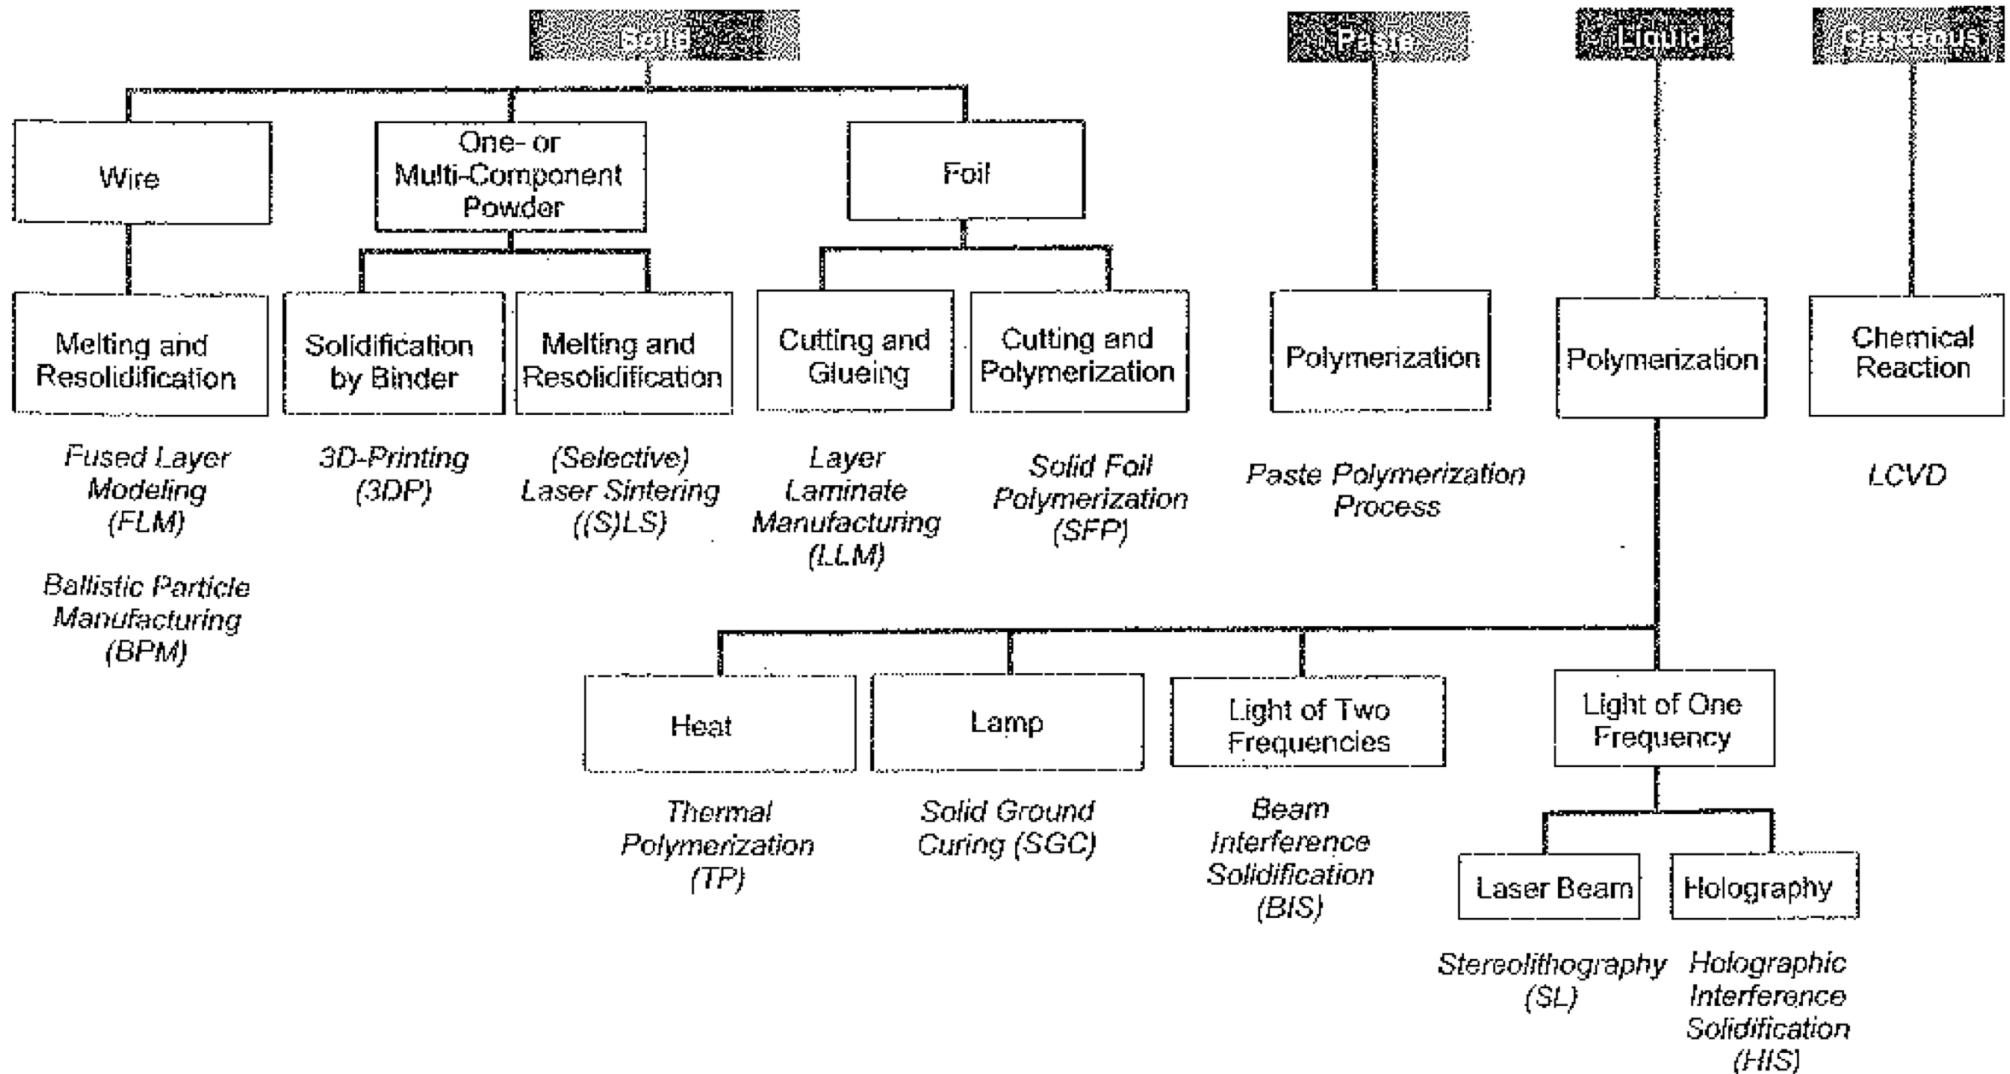 Solid
Paste
Liquid
Gasseous
Wire
One- or
Multi-Component
Powder
Foil
Melting and
Resolidification
Solidification
by Binder
Melting and
Resolidification
Cutting and
Glueing
Cutting and
Polymerization
Polymerization
Polymerization
Chemical
Reaction
Fused Layer
Modeling
(FLM)
Ballistic Particle
Manufacturing
(BPM)
3D-Printing
(3DP)
(Selective)
Laser Sintering
((S)LS)
Layer
Laminate
Manufacturing
(LLM)
Solid Foil
Polymerization
(SFP)
Paste Polymerization
Process
LCVD
Heat
Lamp
Light of Two
Frequencies
Light of One
Frequency
Thermal
Polymerization
(TP)
Solid Ground
Curing (SGC)
Beam
Interference
Solidification
(BIS)
Laser Beam
Holography
Stereolithography
(SL)
Holographic
Interference
Solidification
(HIS)